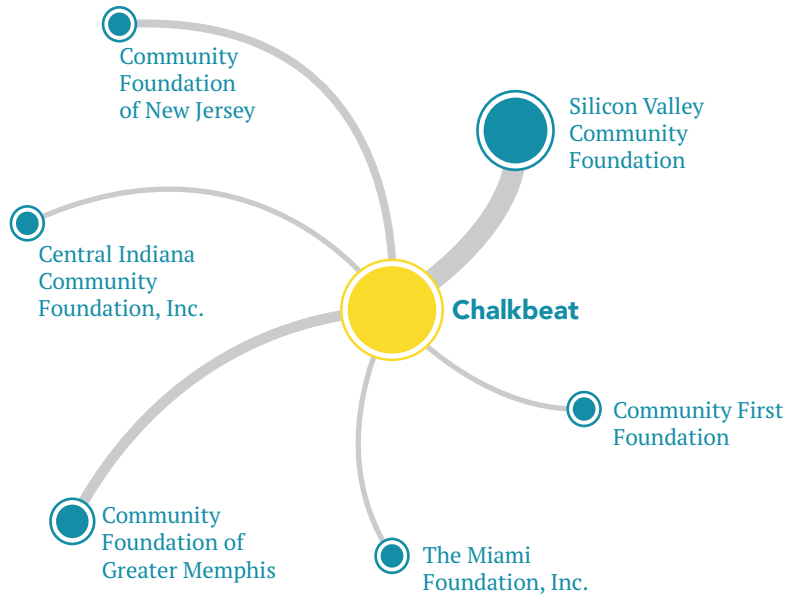 Community
Foundation
of New Jersey
Silicon Valley
Community
Foundation
Central Indiana
Community
Foundation, Inc.
Chalkbeat
Community First
Foundation
Community
Foundation of
Greater Memphis
The Miami
Foundation, Inc.